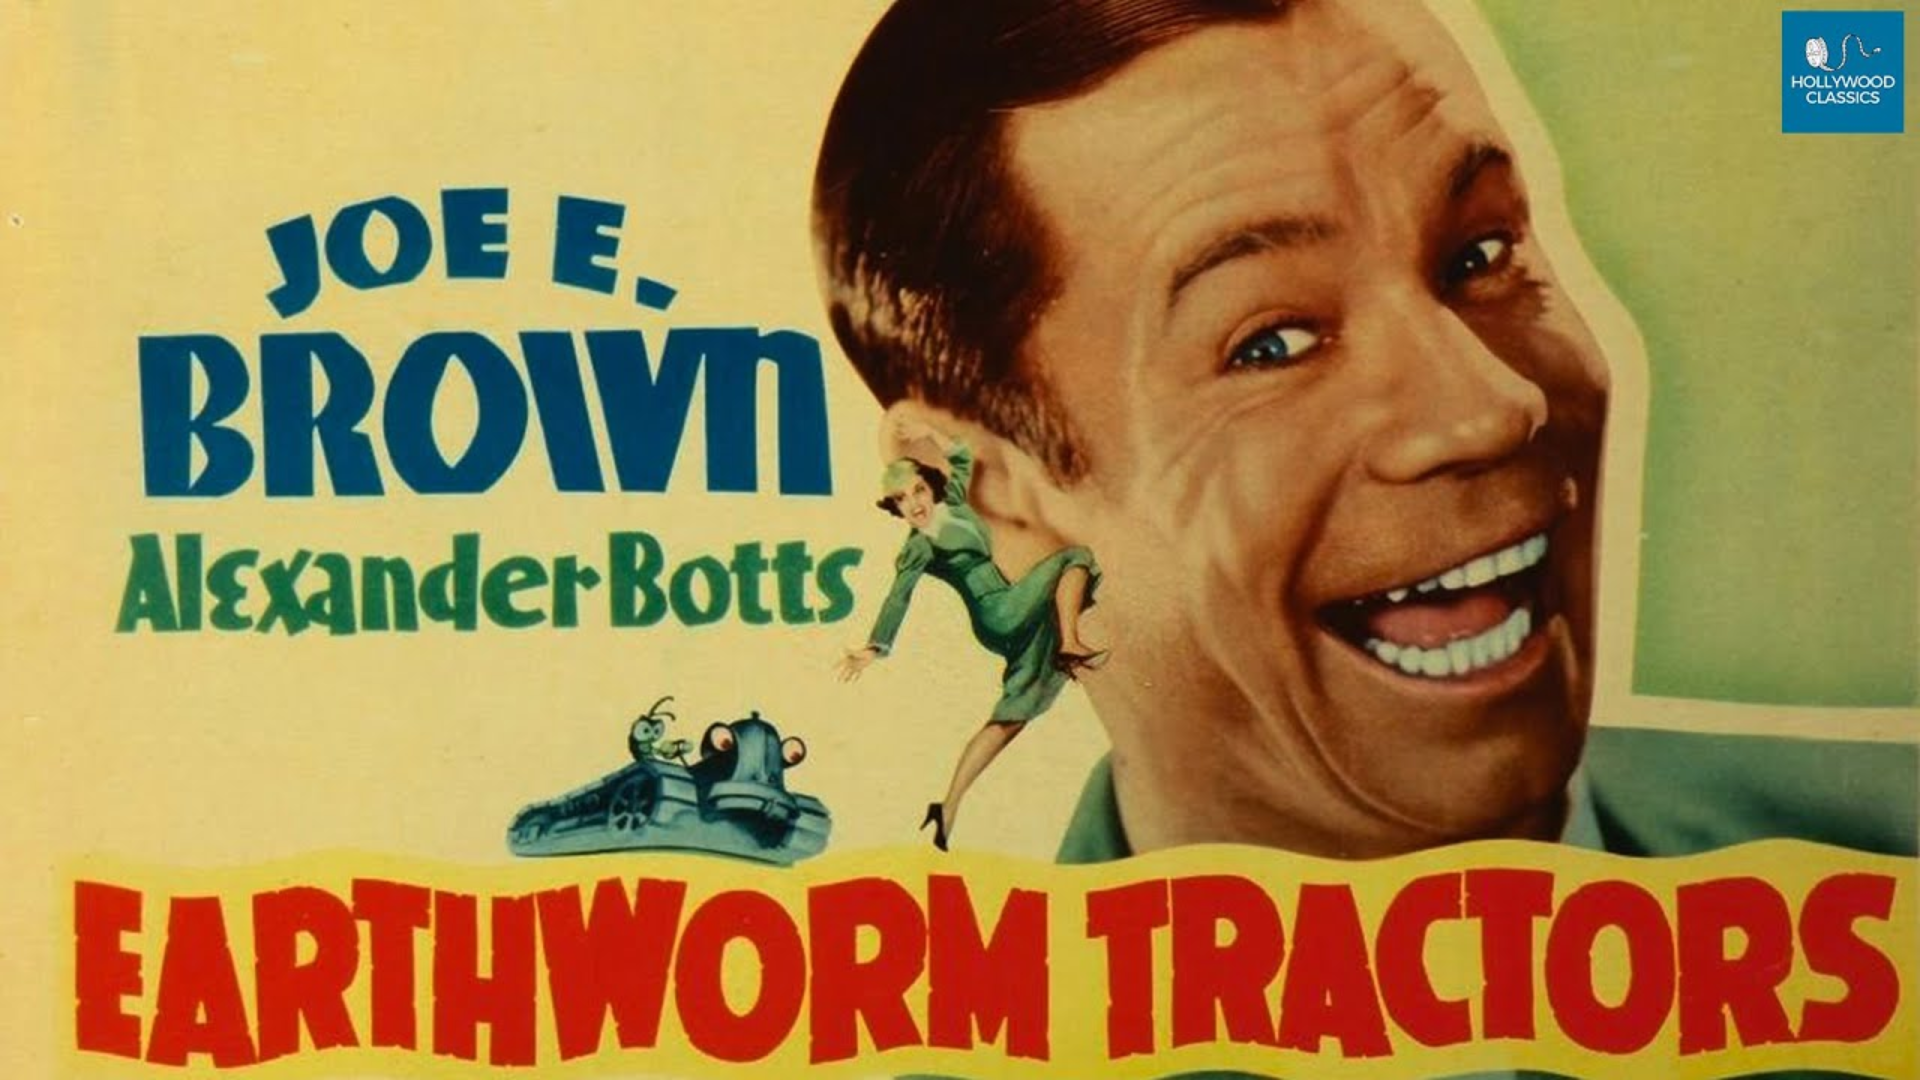 HOLLYWOOD
CLASSICS
JOE E.
BROWN
Alexander Botts
EARTHWORM TRACTORS